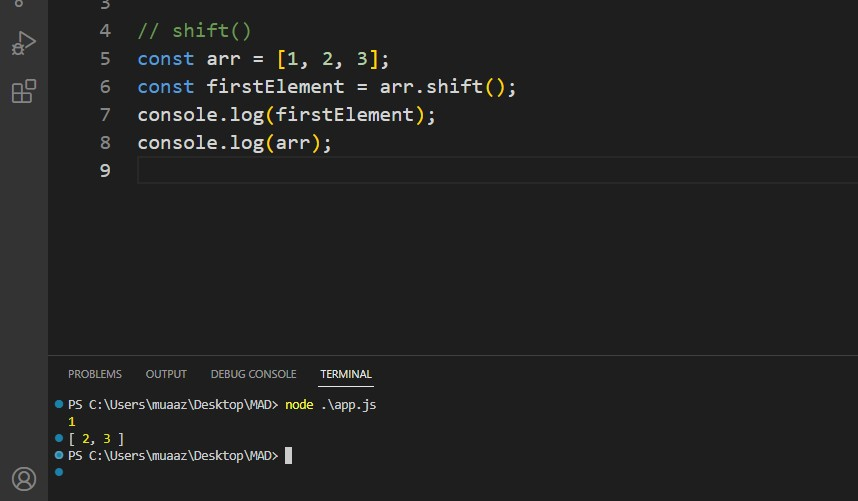 3
4 // shift()
5 const arr = [1, 2, 3];
6 const firstElement = arr.shift();
7 console.log(firstElement);
8 console.log(arr);
9
PROBLEMS OUTPUT DEBUG CONSOLE TERMINAL
PS C:\Users\muaaz\Desktop\MAD> node .\app.js
1
[ 2, 3 ]
PS C:\Users\muaaz\Desktop\MAD>